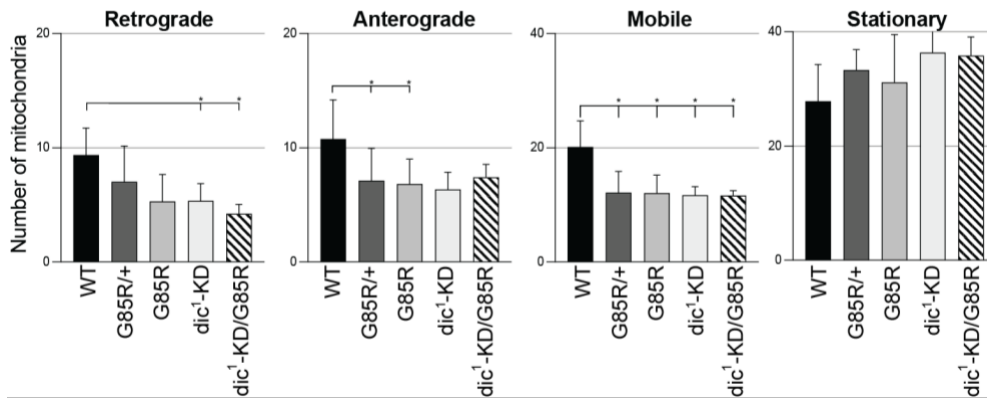 Retrograde
Anterograde
Mobile
Stationary
Number of mitochondria
20
10
0
* *
WT
G85R/+
G85R
dic¹-KD
dic¹-KD/G85R
20
10
0
* *
WT
G85R/+
G85R
dic¹-KD
dic¹-KD/G85R
40
20
0
* * * *
WT
G85R/+
G85R
dic¹-KD
dic¹-KD/G85R
40
20
0
WT
G85R/+
G85R
dic¹-KD
dic¹-KD/G85R